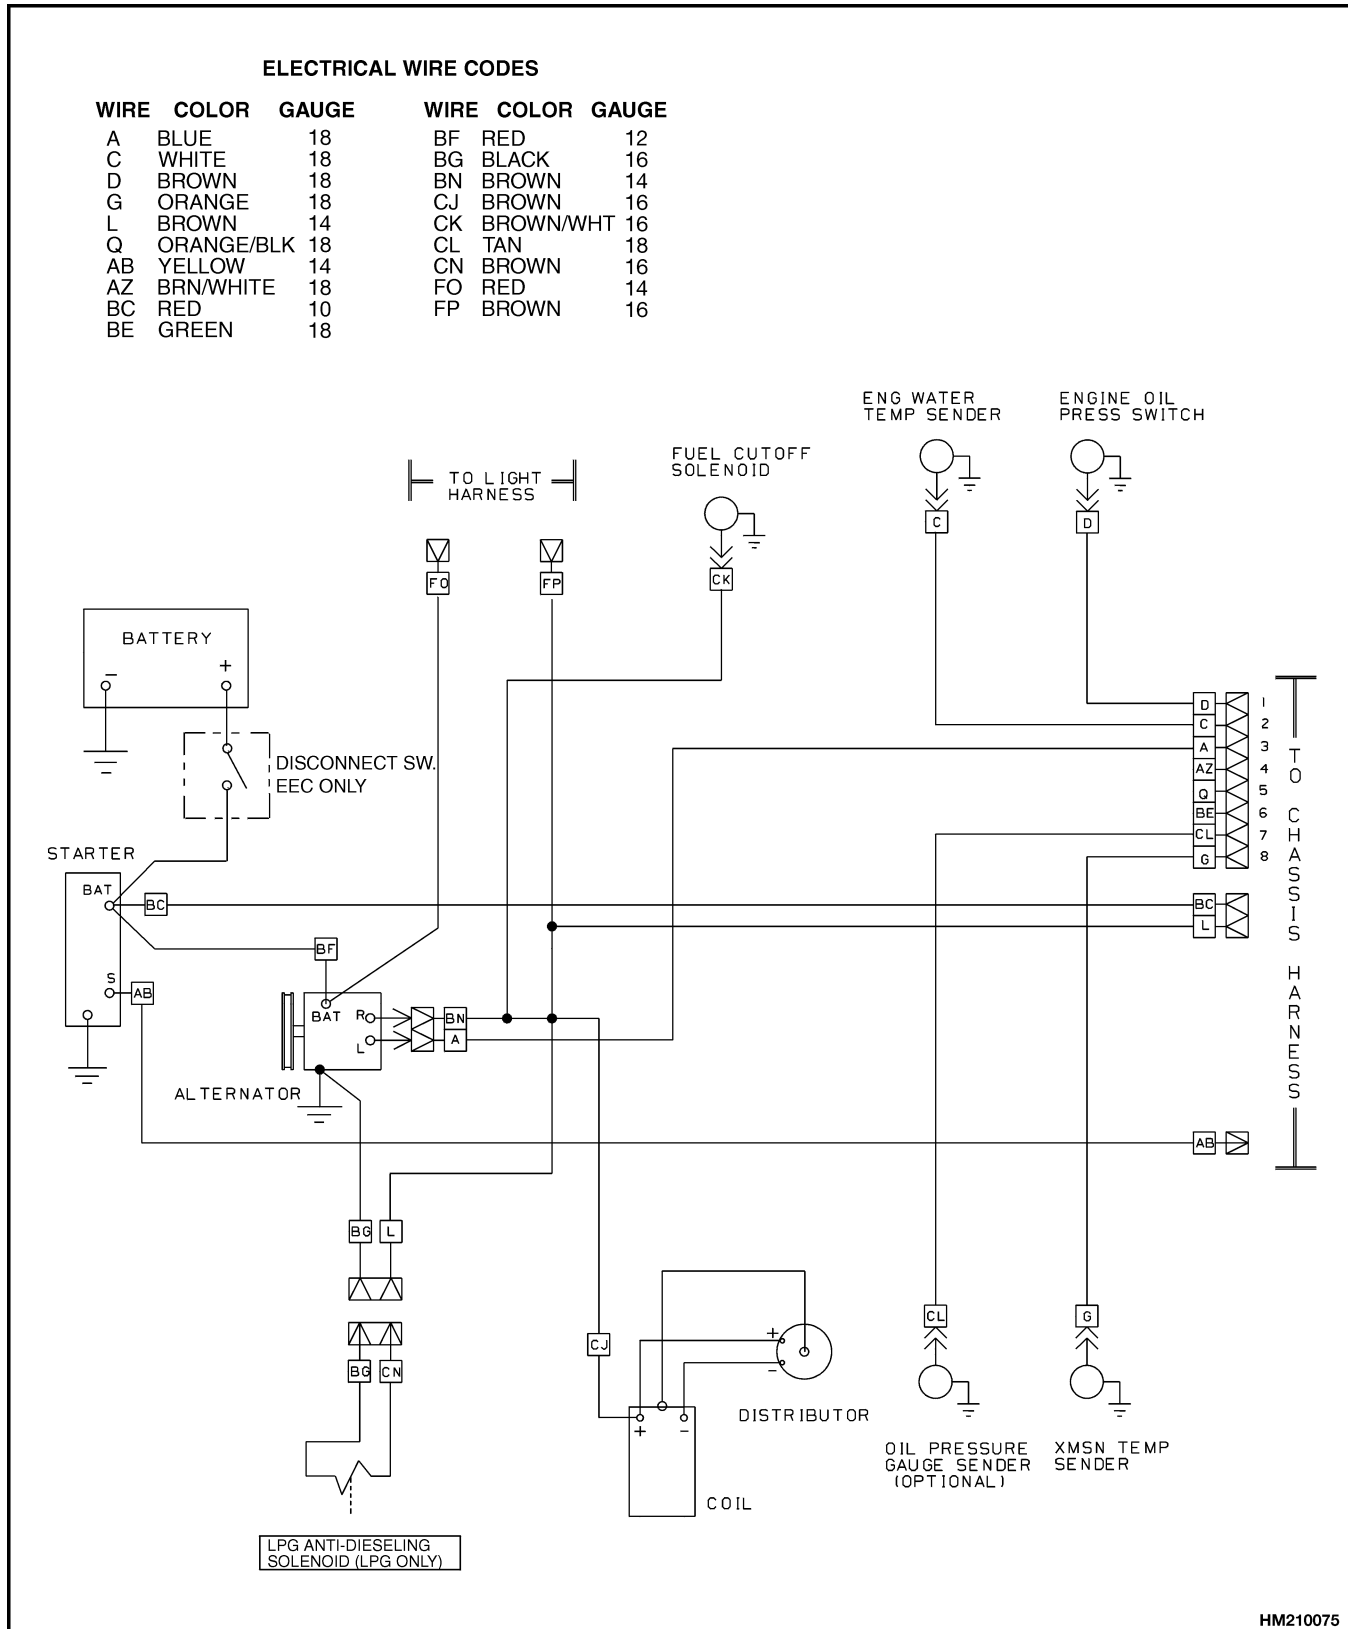 ELECTRICAL WIRE CODES
WIRE COLOR GAUGE WIRE COLOR GAUGE
A BLUE 18 BF RED 12
C WHITE 18 BG BLACK 16
D BROWN 18 BN BROWN 14
G ORANGE 18 CJ BROWN 16
L BROWN 14 CK BROWN/WHT 16
Q ORANGE/BLK 18 CL TAN 18
AB YELLOW 14 CN BROWN 16
AZ BRN/WHITE 18 FO RED 14
BC RED 10 FP BROWN 16
BE GREEN 18
ENG WATER
TEMP SENDER
ENGINE OIL
PRESS SWITCH
FUEL CUTOFF
SOLENOID
TO LIGHT
HARNESS
C
D
FO
FP
CK
BATTERY
- +
DISCONNECT SW.
EEC ONLY
D 1
C 2
A 3
AZ 4
Q 5
BE 6
CL 7
G 8
TO CHASSIS HARNESS
STARTER
BAT
BC
BC
L
BF
S
AB
BAT
R
L
BN
A
ALTERNATOR
AB
BG L
BG CN
CJ
+
-
+ -
DISTRIBUTOR
COIL
CL
G
OIL PRESSURE
GAUGE SENDER
(OPTIONAL)
XMSN TEMP
SENDER
LPG ANTI-DIESELING
SOLENOID (LPG ONLY)
HM210075